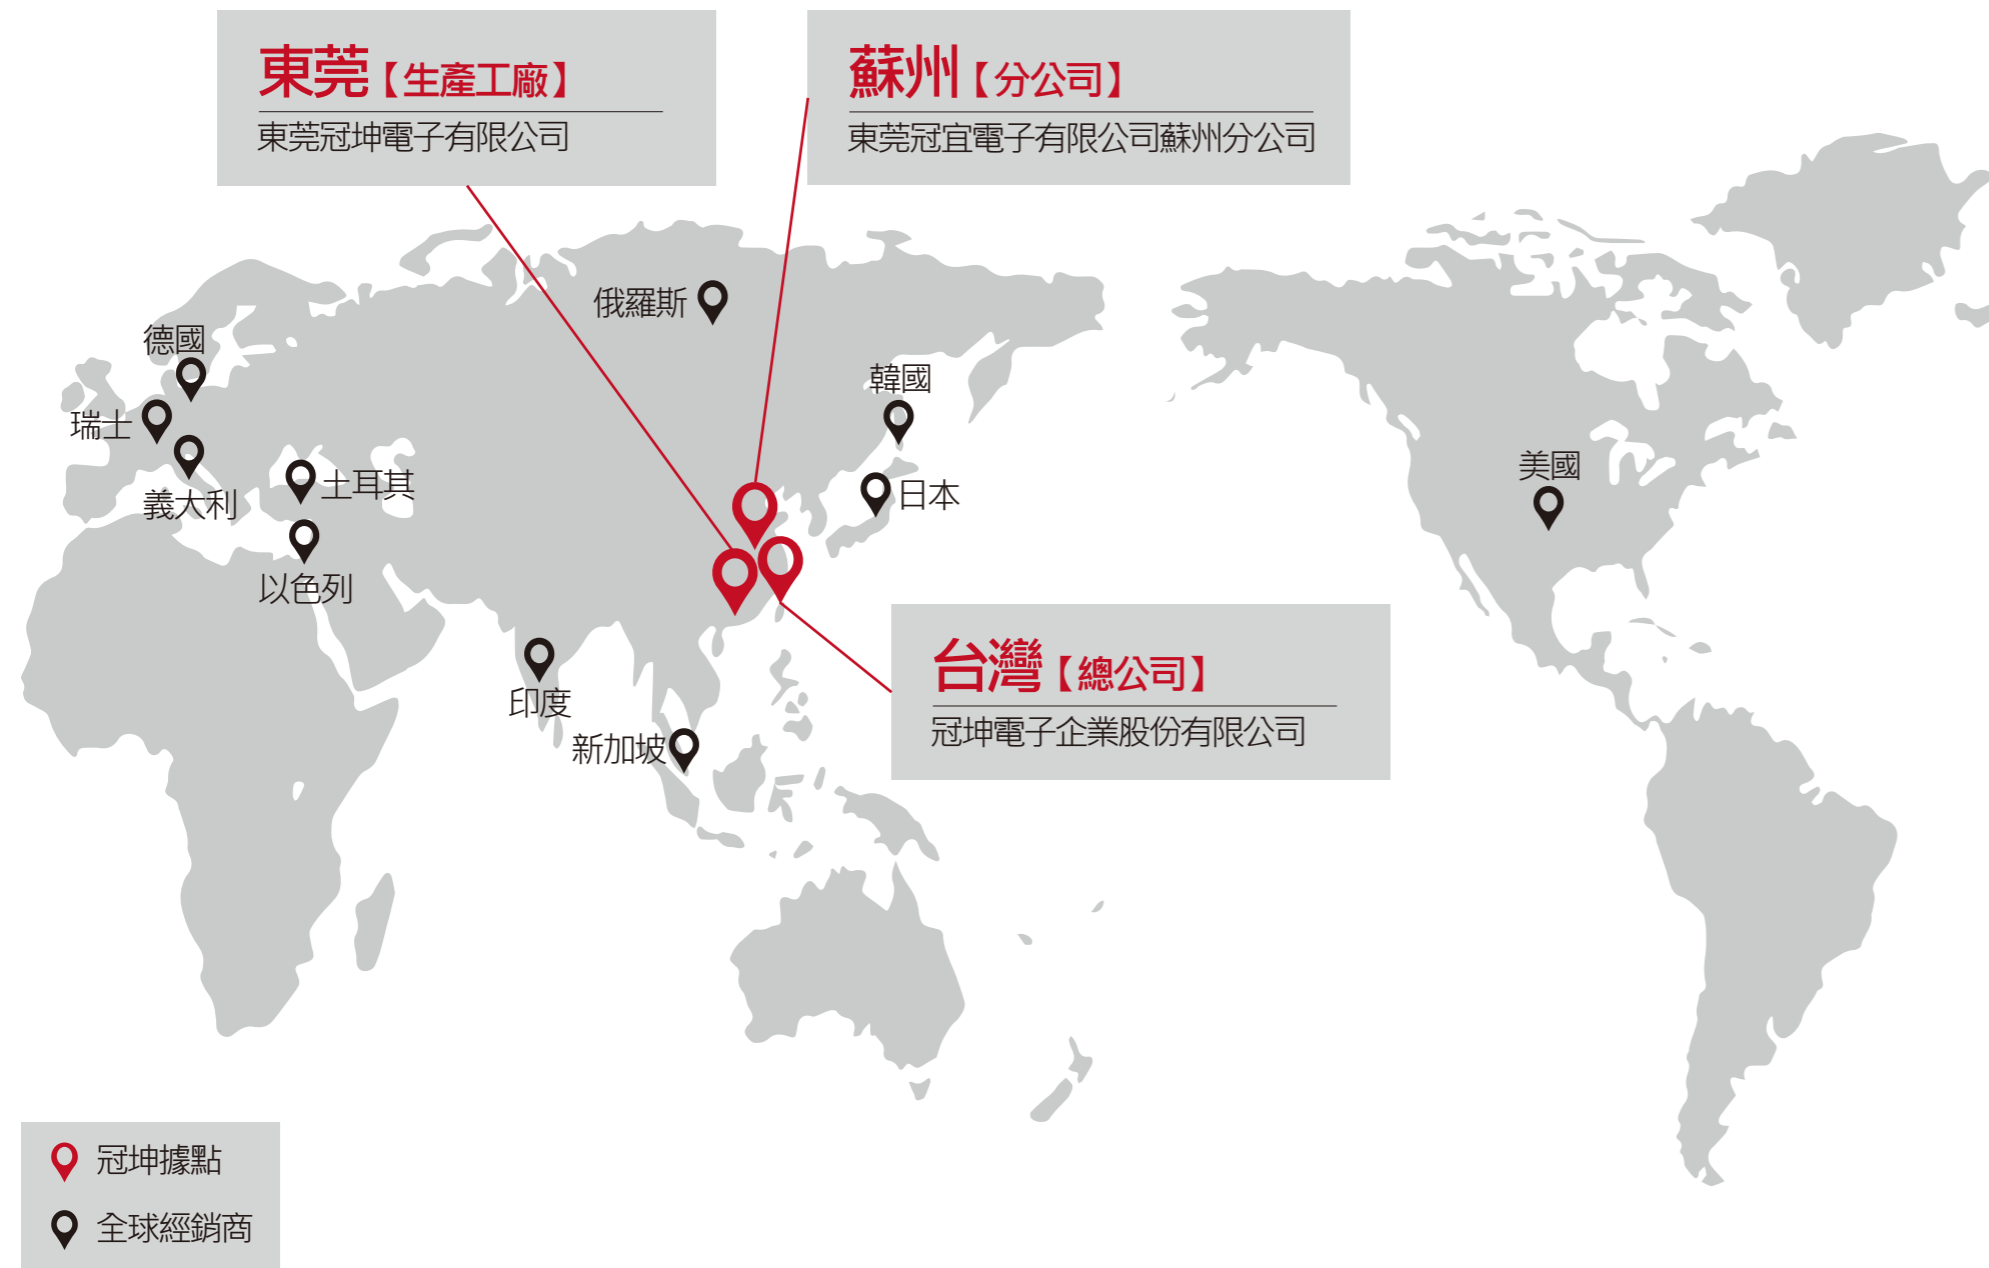 東莞【生產工廠】
東莞冠坤電子有限公司
蘇州【分公司】
東莞冠宜電子有限公司蘇州分公司
俄羅斯
德國
韓國
瑞士
美國
土耳其
日本
義大利
以色列
台灣【總公司】
冠坤電子企業股份有限公司
印度
新加坡
冠坤據點
全球經銷商